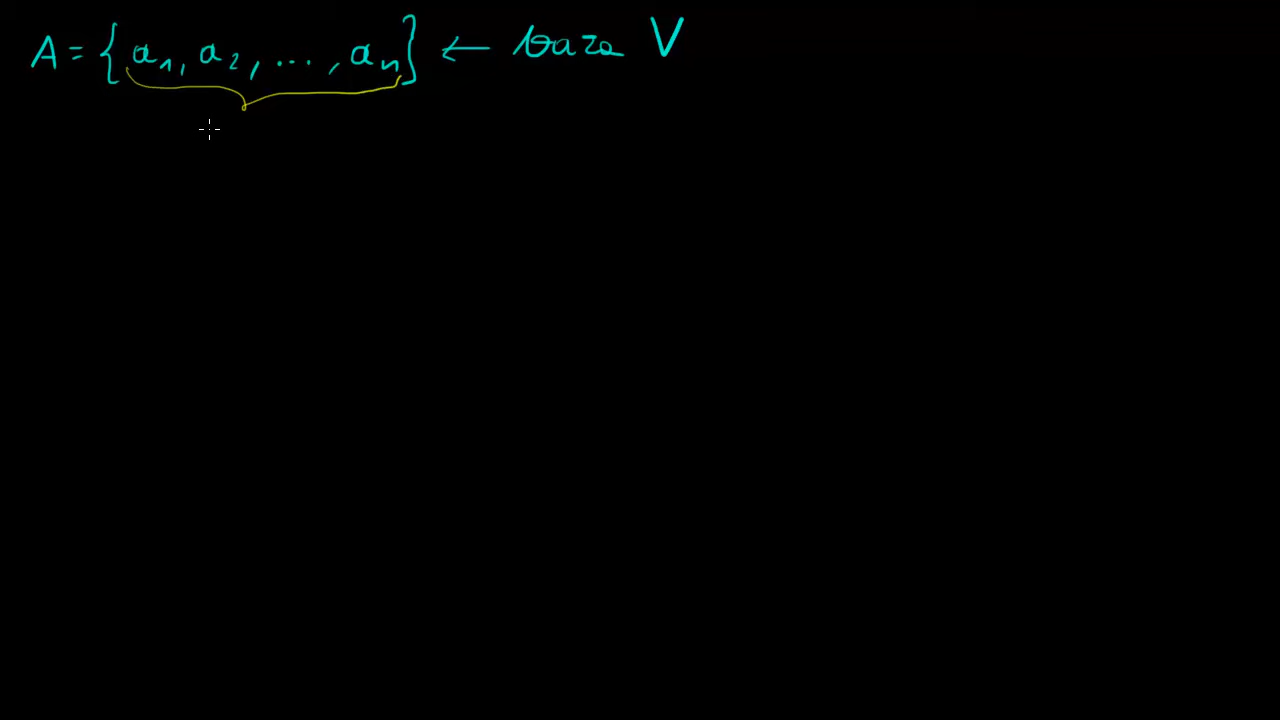 A = {a₁, a₂, ..., aₙ} ← baza V